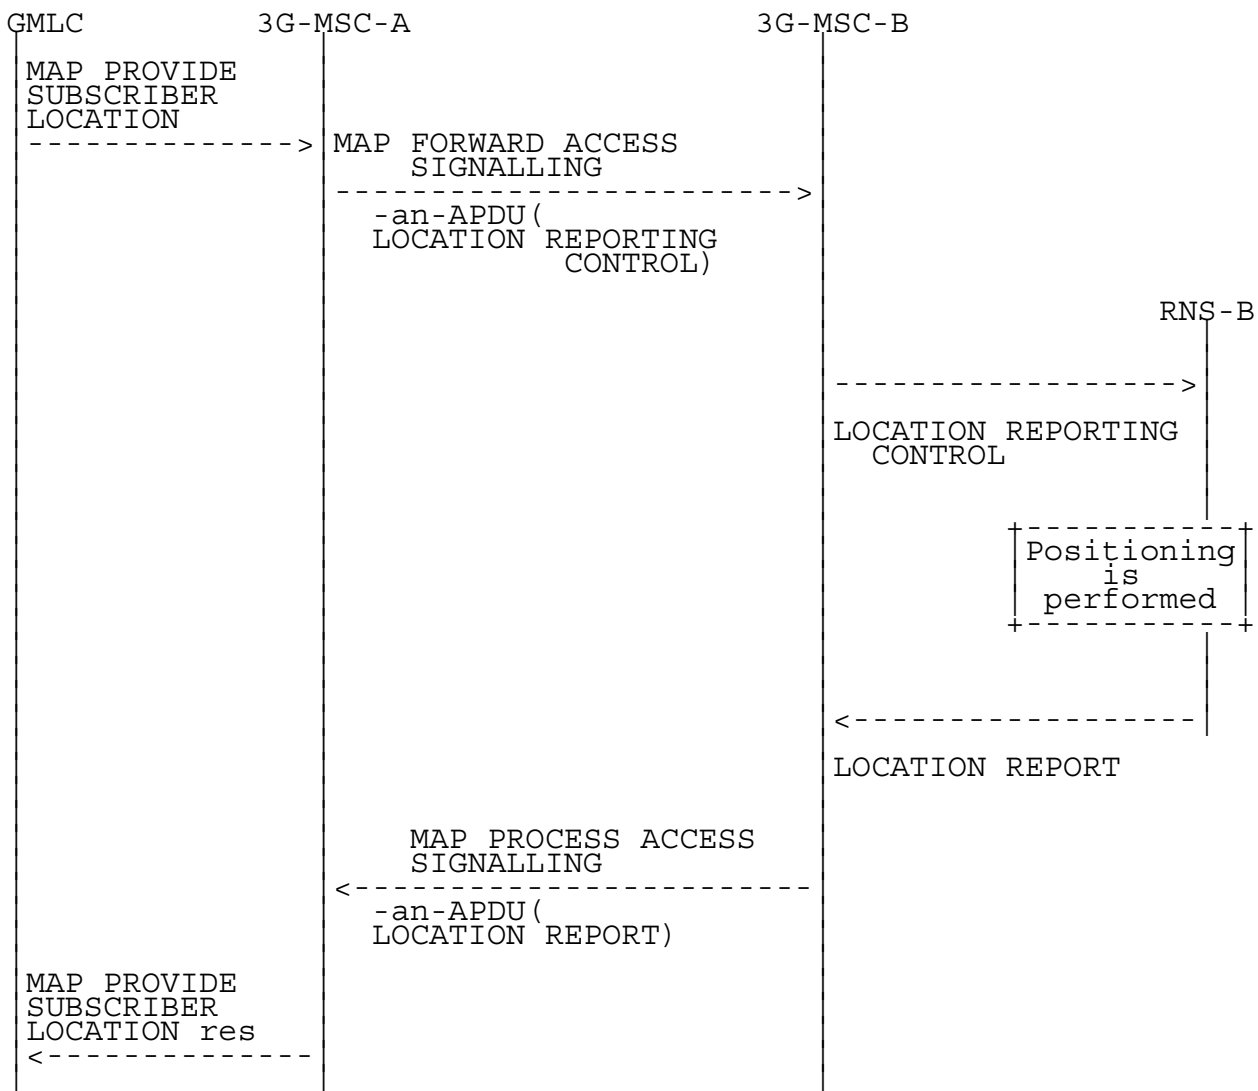 GMLC 3G-MSC-A 3G-MSC-B
MAP PROVIDE
SUBSCRIBER
LOCATION
MAP FORWARD ACCESS
SIGNALLING
-an-APDU(
LOCATION REPORTING
CONTROL)
RNS-B
LOCATION REPORTING
CONTROL
Positioning
is
performed
LOCATION REPORT
MAP PROCESS ACCESS
SIGNALLING
-an-APDU(
LOCATION REPORT)
MAP PROVIDE
SUBSCRIBER
LOCATION res